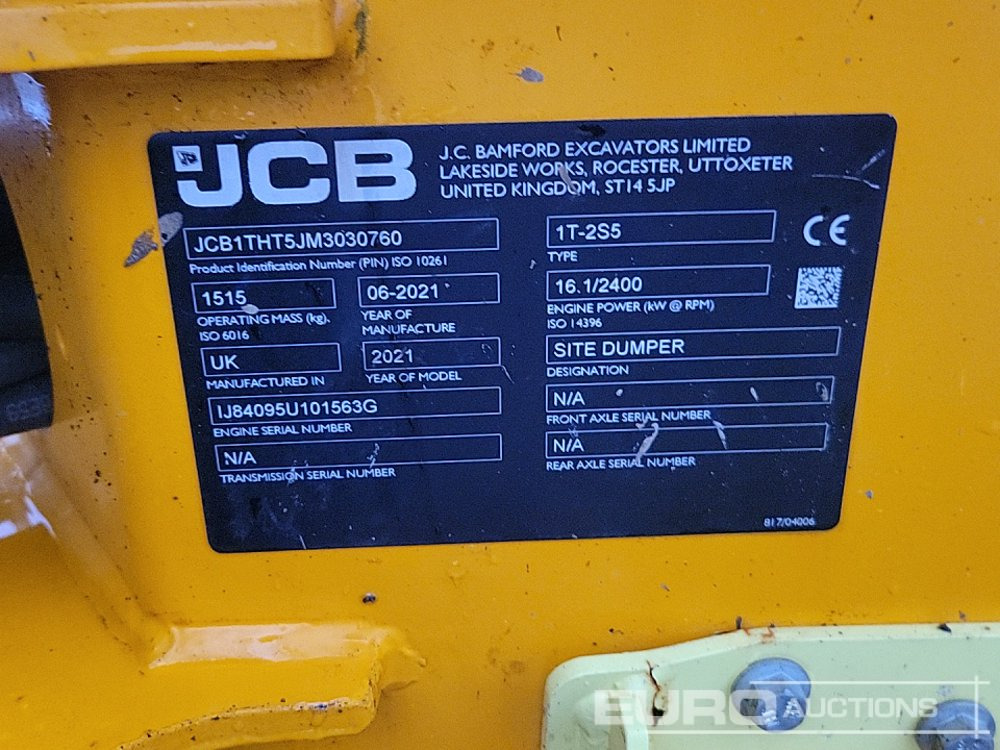 JCB
J.C. BAMFORD EXCAVATORS LIMITED
LAKESIDE WORKS, ROCESTER, UTTOXETER
UNITED KINGDOM, ST14 5JP
JCB1THT5JM3030760
Product Identification Number (PIN) ISO 10261
1515
OPERATING MASS (kg),
ISO 6016
06-2021
YEAR OF
MANUFACTURE
UK
MANUFACTURED IN
2021
YEAR OF MODEL
IJ84095U101563G
ENGINE SERIAL NUMBER
N/A
TRANSMISSION SERIAL NUMBER
1T-2S5
TYPE
CE
16.1/2400
ENGINE POWER (kW @ RPM)
ISO 14396
SITE DUMPER
DESIGNATION
N/A
FRONT AXLE SERIAL NUMBER
N/A
REAR AXLE SERIAL NUMBER
817/04006
EURO AUCTIONS